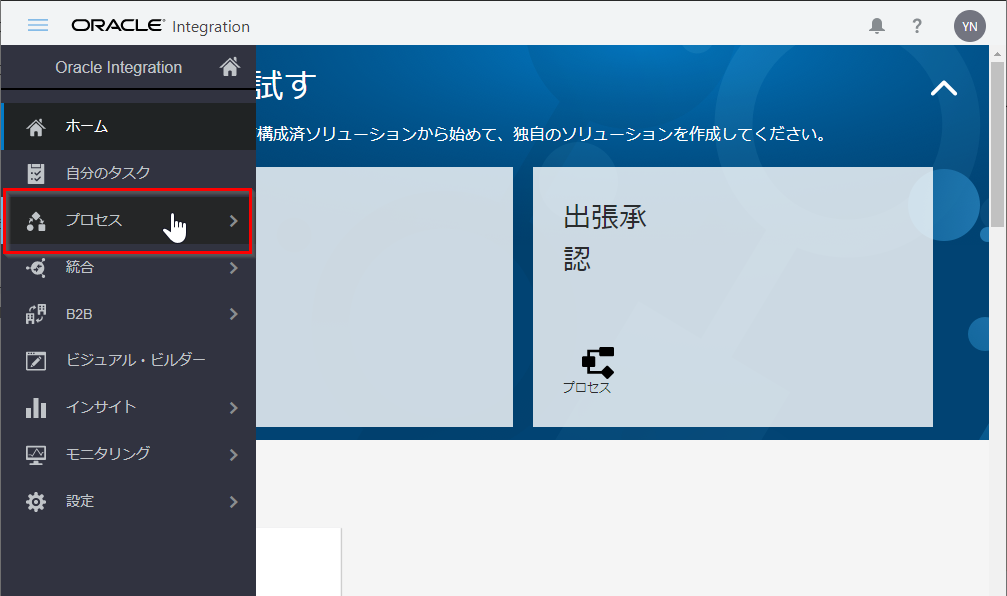 ORACLE Integration
? YN
Oracle Integration
ホーム
自分のタスク
プロセス
統合
B2B
ビジュアル・ビルダー
インサイト
モニタリング
設定
試す
構成済ソリューションから始めて、独自のソリューションを作成してください。
出張承
認
プロセス